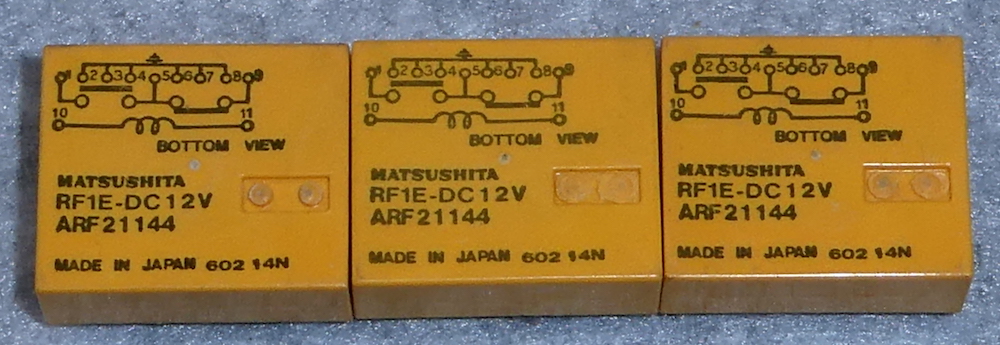 1 2 3 4 5 6 7 8 9
10 11
BOTTOM VIEW
MATSUSHITA
RF1E-DC12V
ARF21144
MADE IN JAPAN 602 14N
1 2 3 4 5 6 7 8 9
10 11
BOTTOM VIEW
MATSUSHITA
RF1E-DC12V
ARF21144
MADE IN JAPAN 602 14N
1 2 3 4 5 6 7 8 9
10 11
BOTTOM VIEW
MATSUSHITA
RF1E-DC12V
ARF21144
MADE IN JAPAN 602 14N